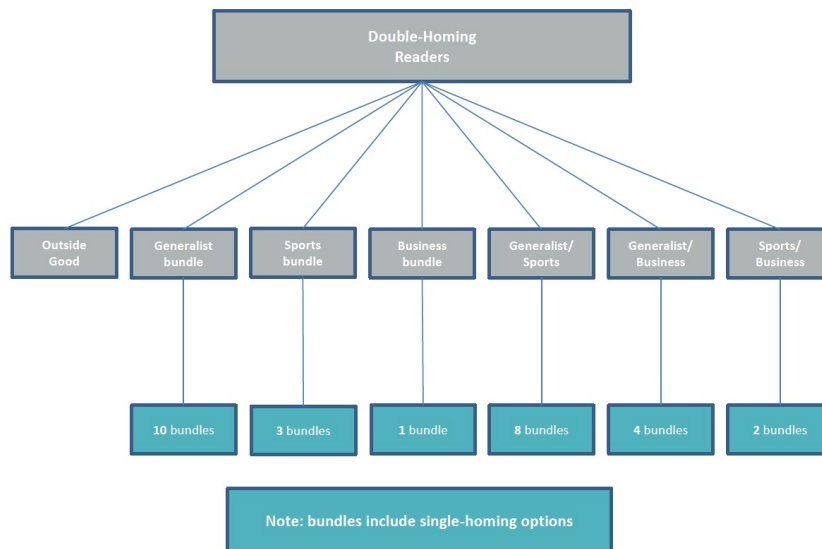 Double-Homing
Readers
Outside
Good
Generalist
bundle
Sports
bundle
Business
bundle
Generalist/
Sports
Generalist/
Business
Sports/
Business
10 bundles
3 bundles
1 bundle
8 bundles
4 bundles
2 bundles
Note: bundles include single-homing options